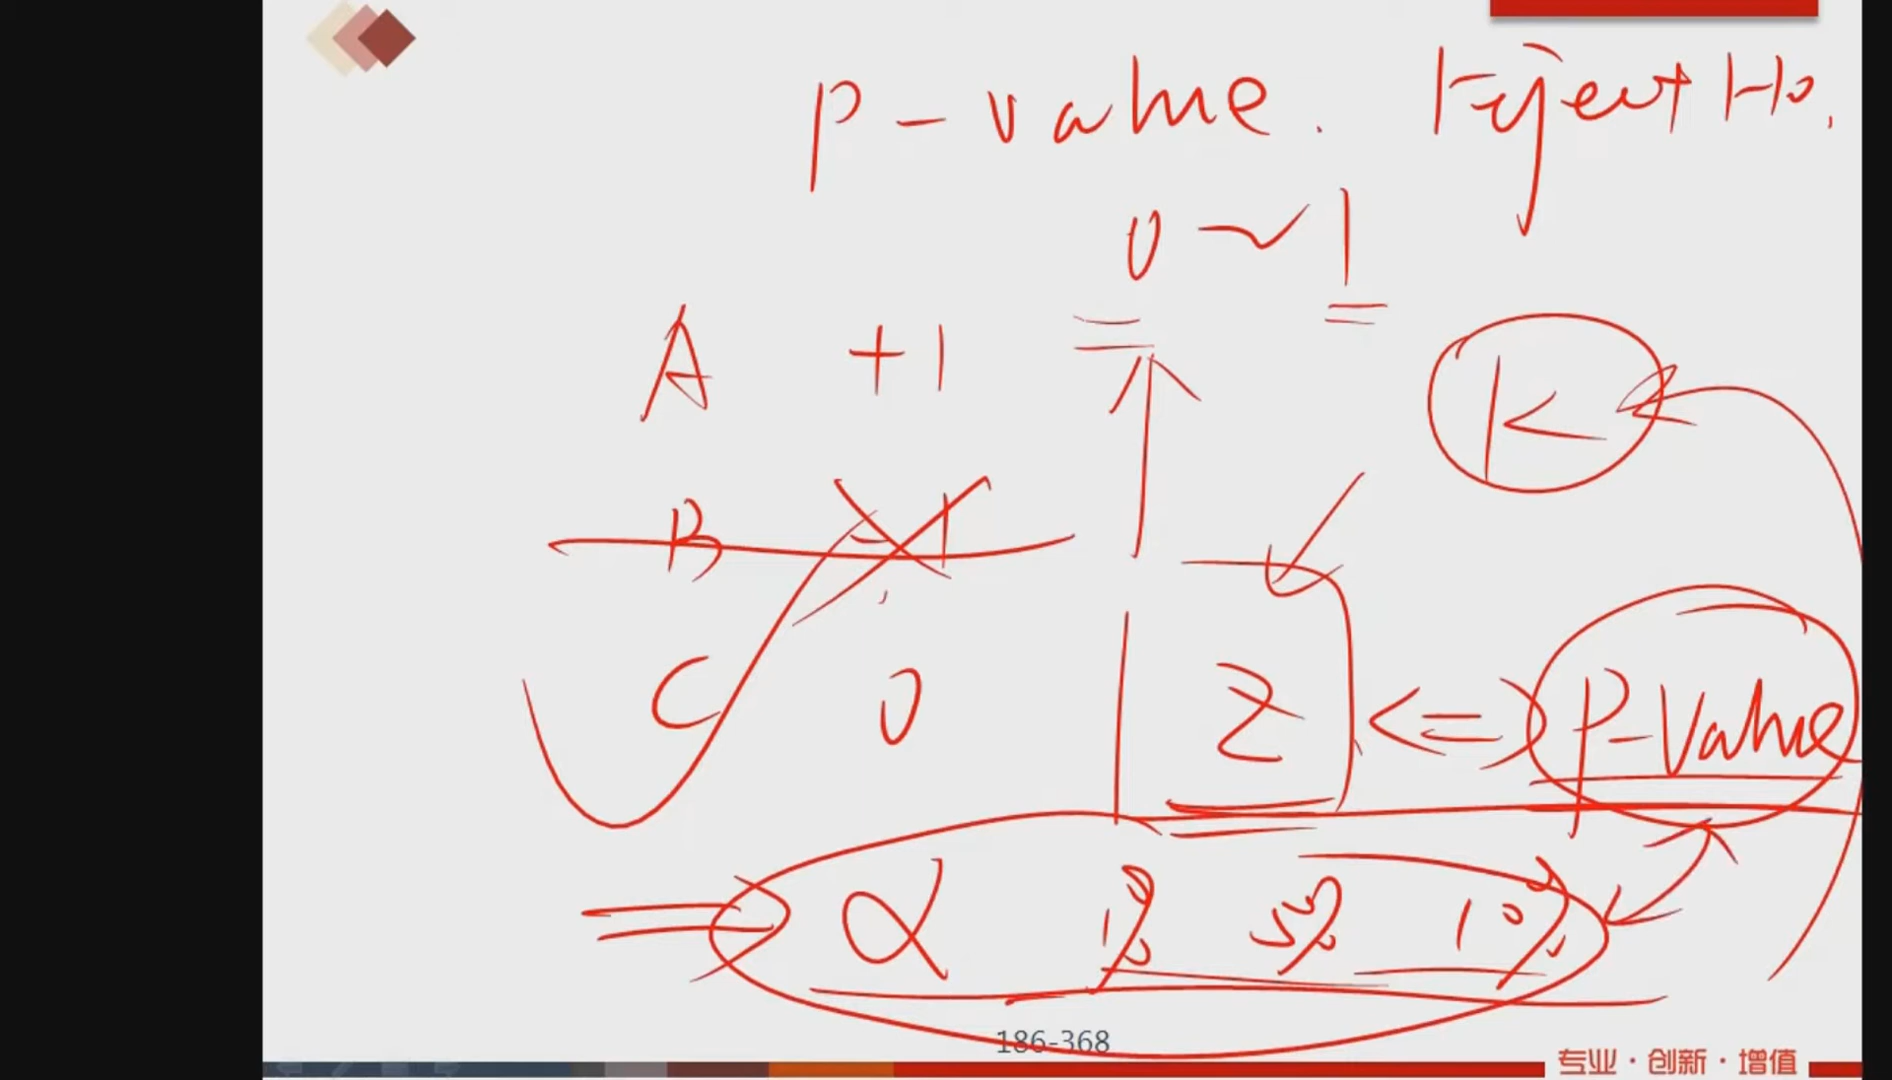 P-value. reject H0.
0 ~ 1
A +1
K
B -1
C 0 Z <=> P-Value
=> α 1% 5% 10%
186-368
专业·创新·增值